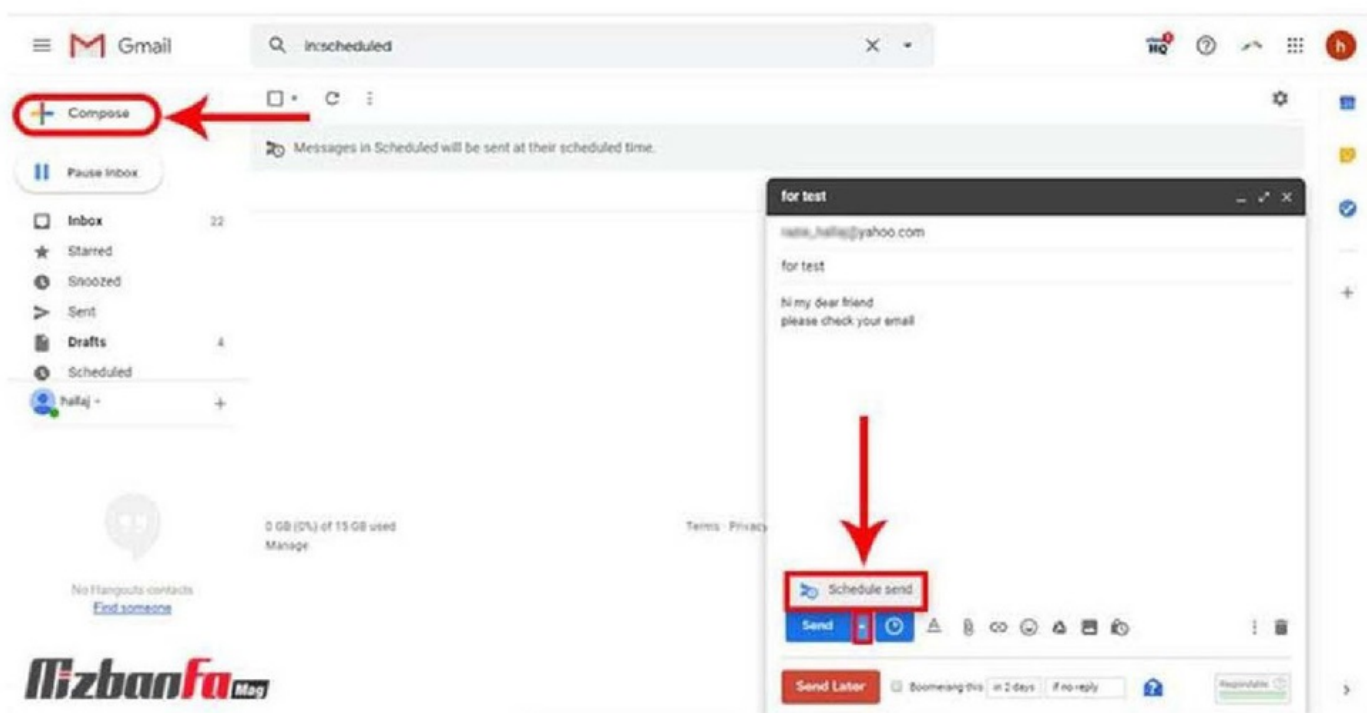 Gmail
in:scheduled
HQ
h
Compose
Messages in Scheduled will be sent at their scheduled time.
Pause Inbox
Inbox 22
Starred
Snoozed
Sent
Drafts 4
Scheduled
hallaj
for test
@yahoo.com
for test
hi my dear friend
please check your email
0 GB (0%) of 15 GB used
Manage
Terms · Privacy
No Hangouts contacts
Find someone
Schedule send
Send
Send Later
Boomerang this in 2 days if no reply
Respondable
MizbanFa Mag